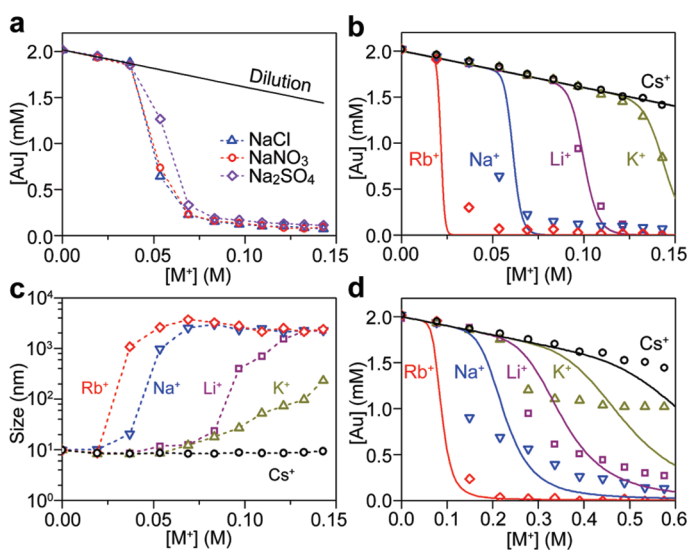 a
[Au] (mM)
2.0
1.5
1.0
0.5
0.0
Dilution
NaCl
NaNO₃
Na₂SO₄
0.00 0.05 0.10 0.15
[M⁺] (M)
b
[Au] (mM)
2.0
1.5
1.0
0.5
0.0
Cs⁺
Rb⁺ Na⁺ Li⁺ K⁺
0.00 0.05 0.10 0.15
[M⁺] (M)
c
Size (nm)
10⁴
10³
10²
10¹
10⁰
Rb⁺ Na⁺ Li⁺ K⁺
Cs⁺
0.00 0.05 0.10 0.15
[M⁺] (M)
d
[Au] (mM)
2.0
1.5
1.0
0.5
0.0
Cs⁺
Rb⁺ Na⁺ Li⁺ K⁺
0.0 0.1 0.2 0.3 0.4 0.5 0.6
[M⁺] (M)